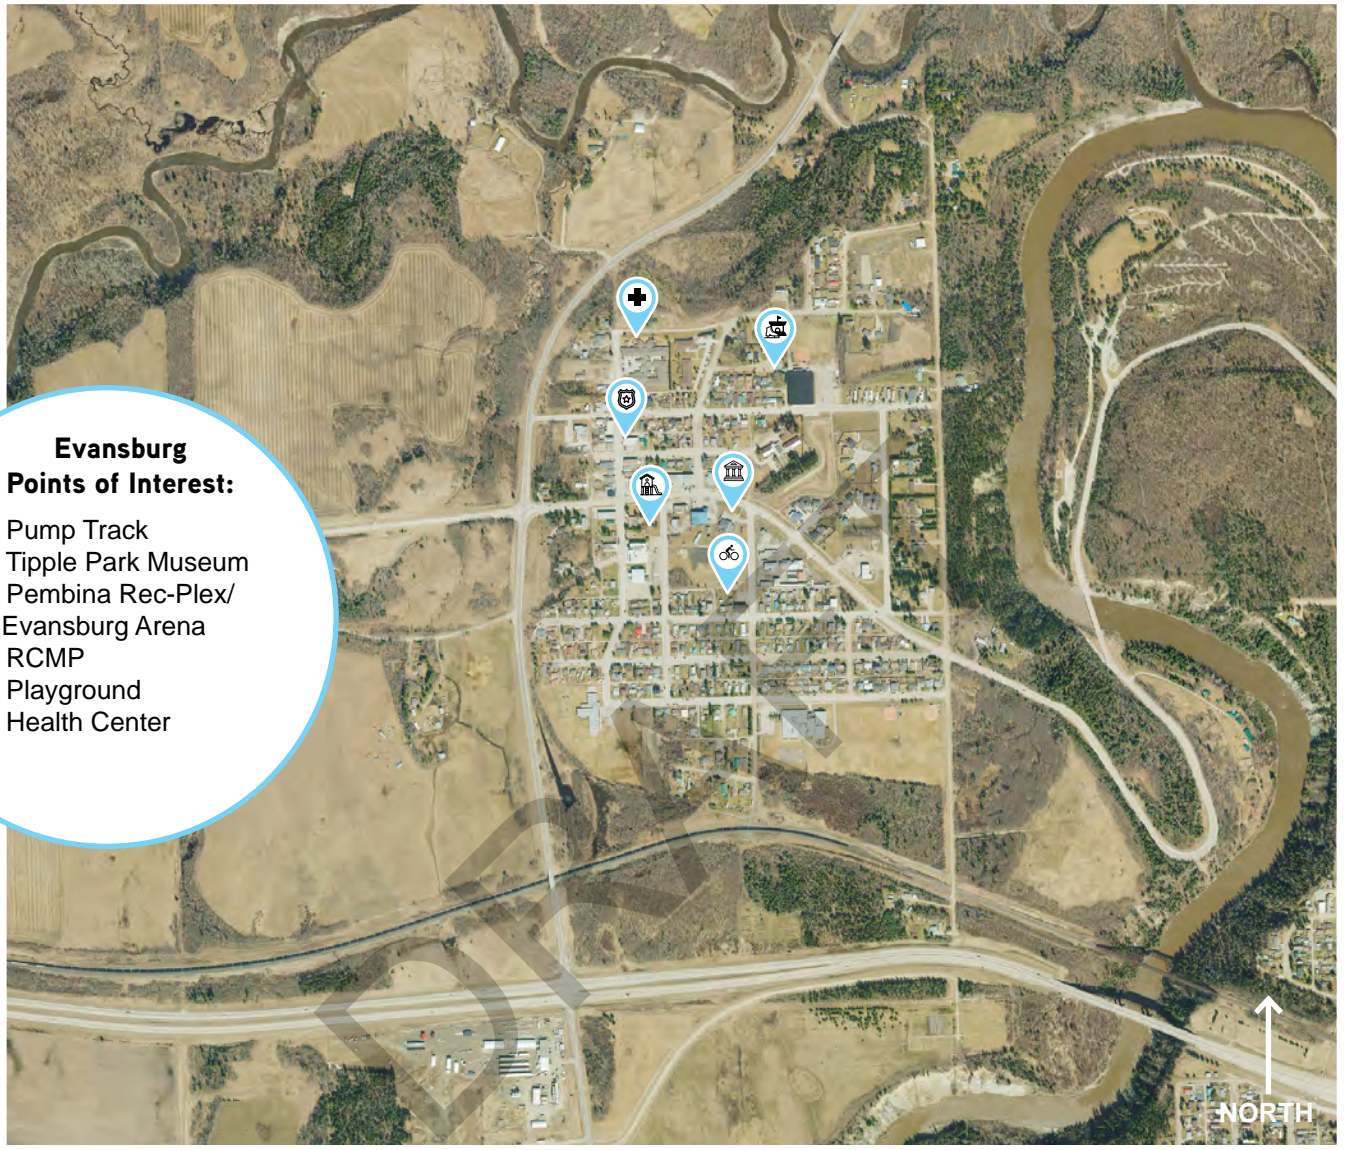 Evansburg
Points of Interest:
Pump Track
Tipple Park Museum
Pembina Rec-Plex/
Evansburg Arena
RCMP
Playground
Health Center
DRAFT
NORTH